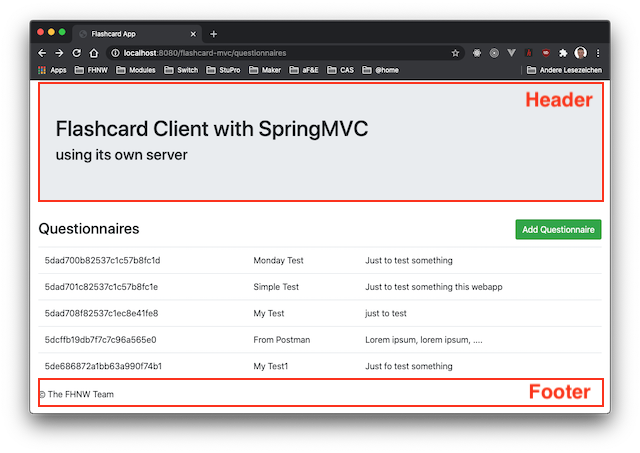 Flashcard App
localhost:8080/flashcard-mvc/questionnaires
Apps FHNW Modules Switch StuPro Maker aF&E CAS @home Andere Lesezeichen
Header
Flashcard Client with SpringMVC
using its own server
Questionnaires Add Questionnaire
5dad700b82537c1c57b8fc1d Monday Test Just to test something
5dad701c82537c1c57b8fc1e Simple Test Just to test something this webapp
5dad708f82537c1ec8e41fe8 My Test just to test
5dcffb19db7f7c7c96a565e0 From Postman Lorem ipsum, lorem ipsum, ....
5de686872a1bb63a990f74b1 My Test1 Just fo test something
© The FHNW Team Footer